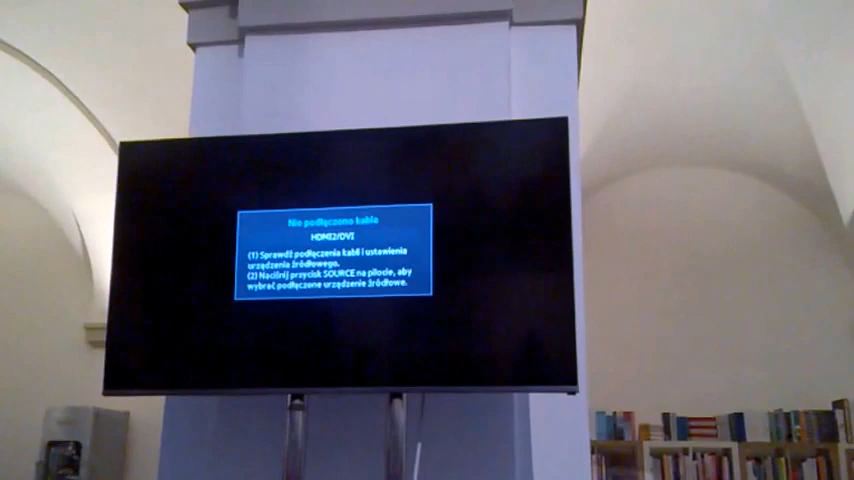 Nie podłączono kabla
HDMI2/DVI
(1) Sprawdź podłączenia kabli i ustawienia
urządzenia źródłowego.
(2) Naciśnij przycisk SOURCE na pilocie, aby
wybrać podłączone urządzenie źródłowe.